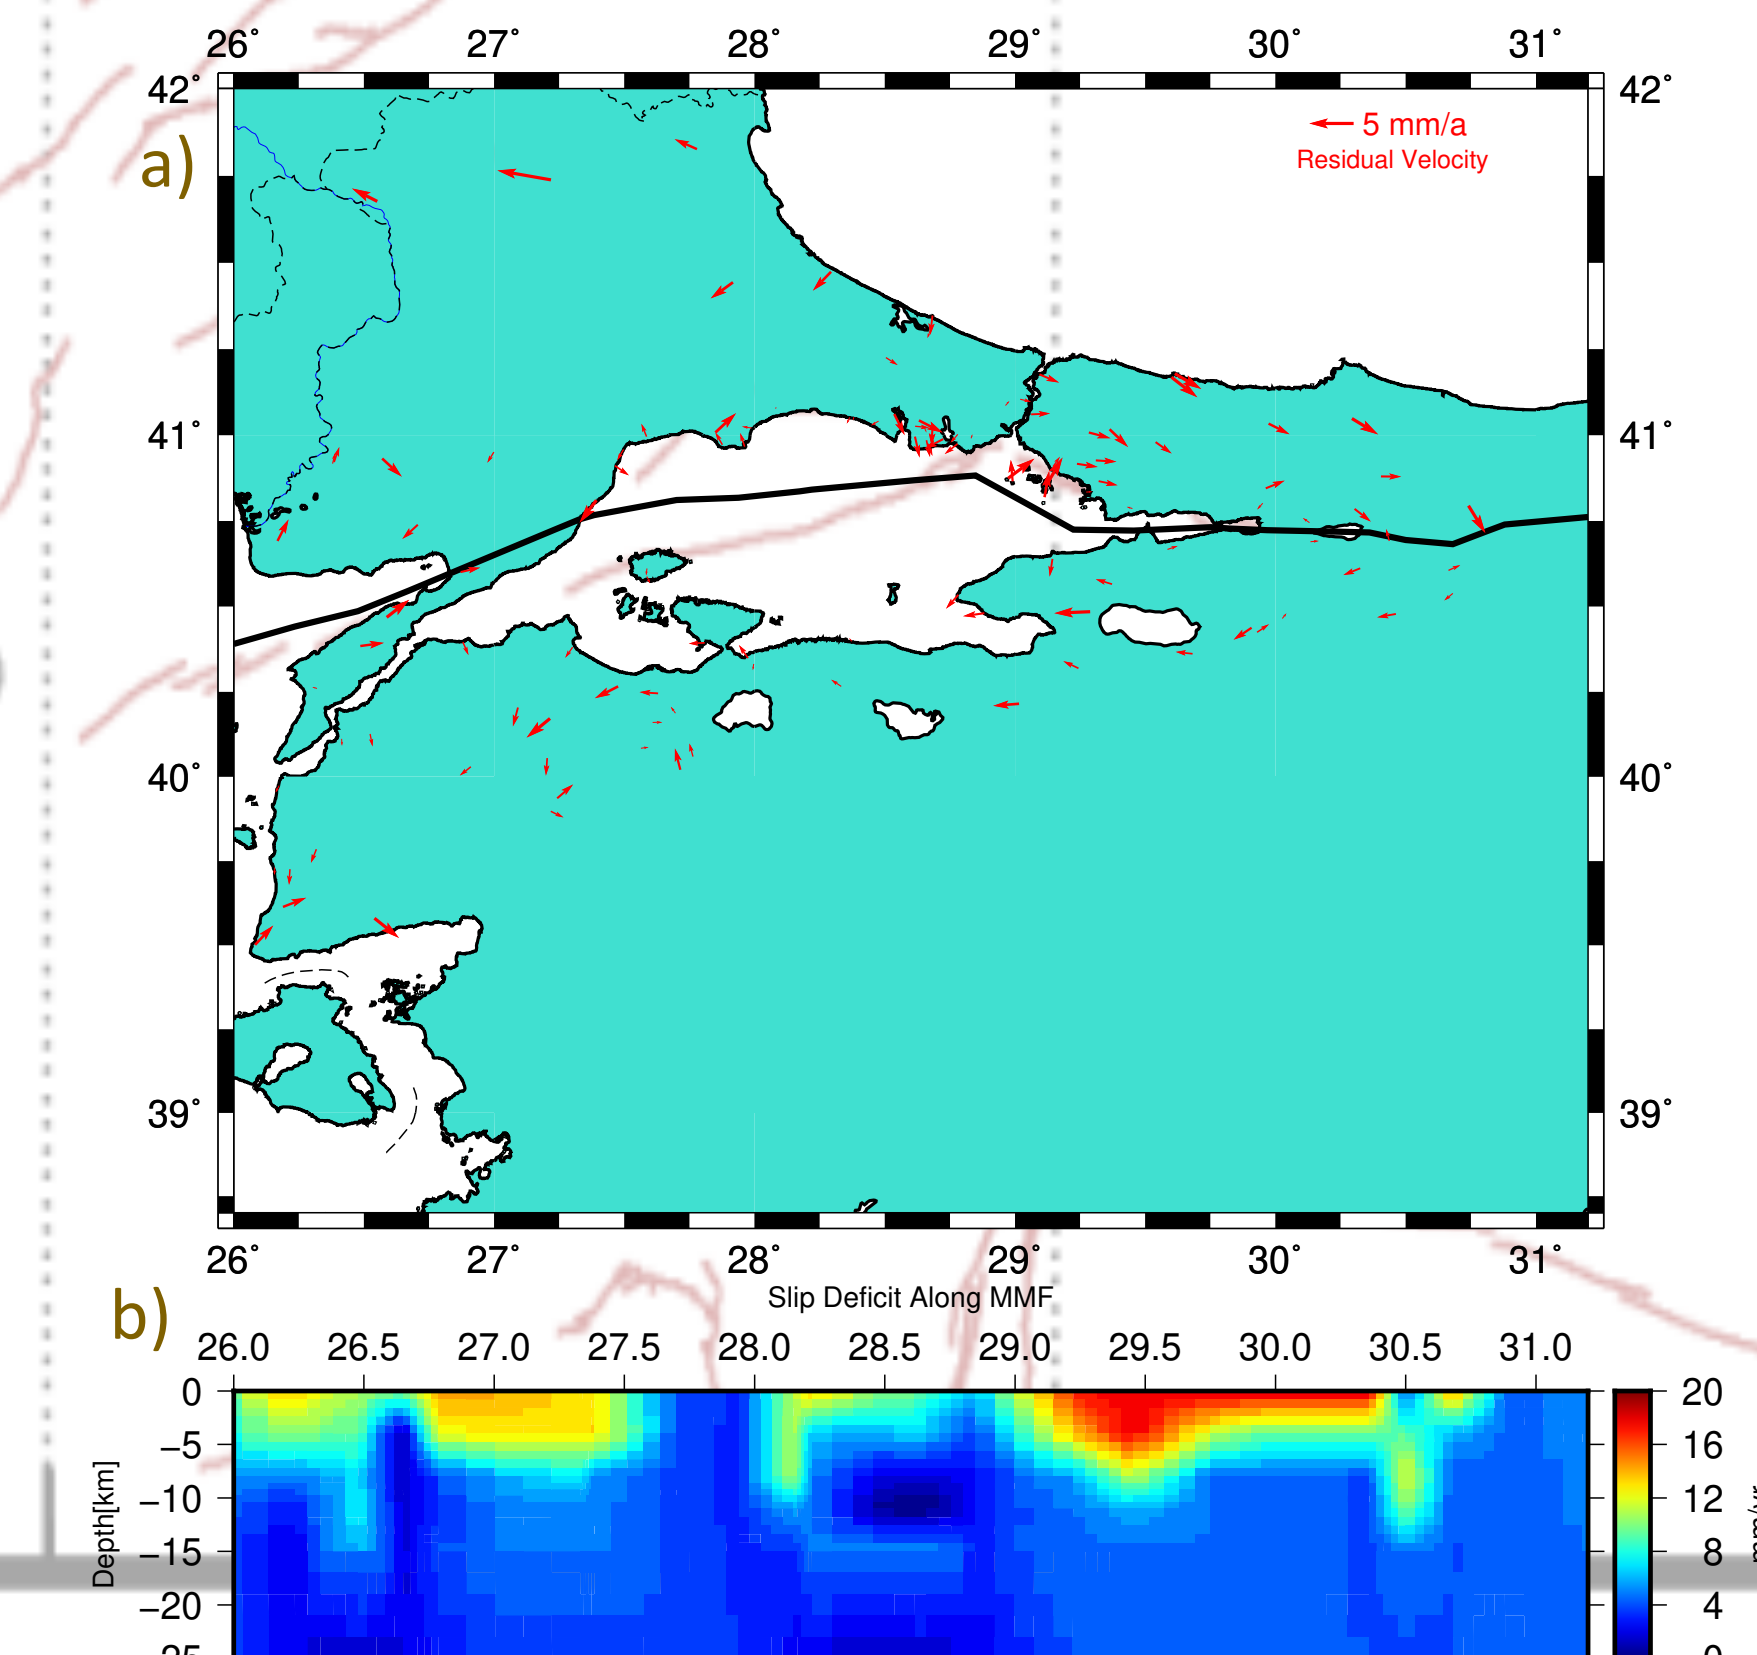 26° 27° 28° 29° 30° 31°
42° 42°
a)
5 mm/a
Residual Velocity
41° 41°
40° 40°
39° 39°
26° 27° 28° 29° 30° 31°
b)
Slip Deficit Along MMF
26.0 26.5 27.0 27.5 28.0 28.5 29.0 29.5 30.0 30.5 31.0
0 20
−5 16
−10 12
Depth[km]
−15 8
−20 4